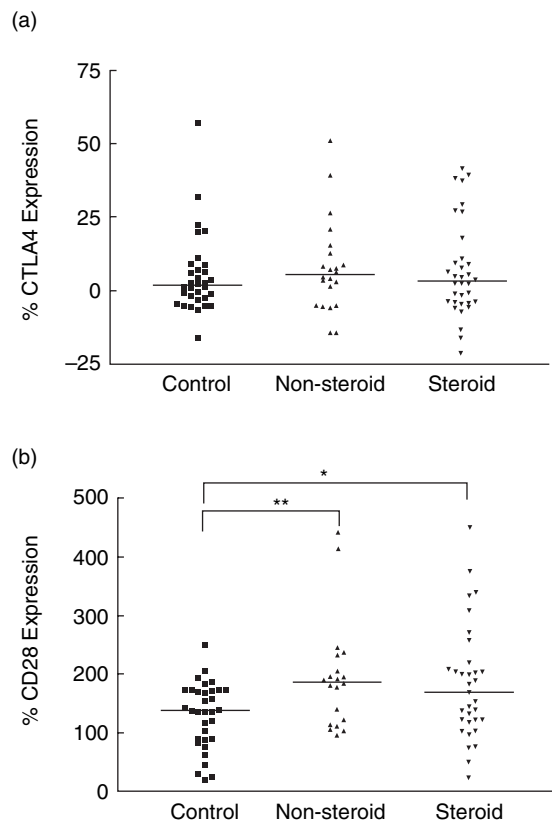 (a)
75
50
25
0
–25
% CTLA4 Expression
Control Non-steroid Steroid
(b)
*
**
500
400
300
200
100
0
% CD28 Expression
Control Non-steroid Steroid